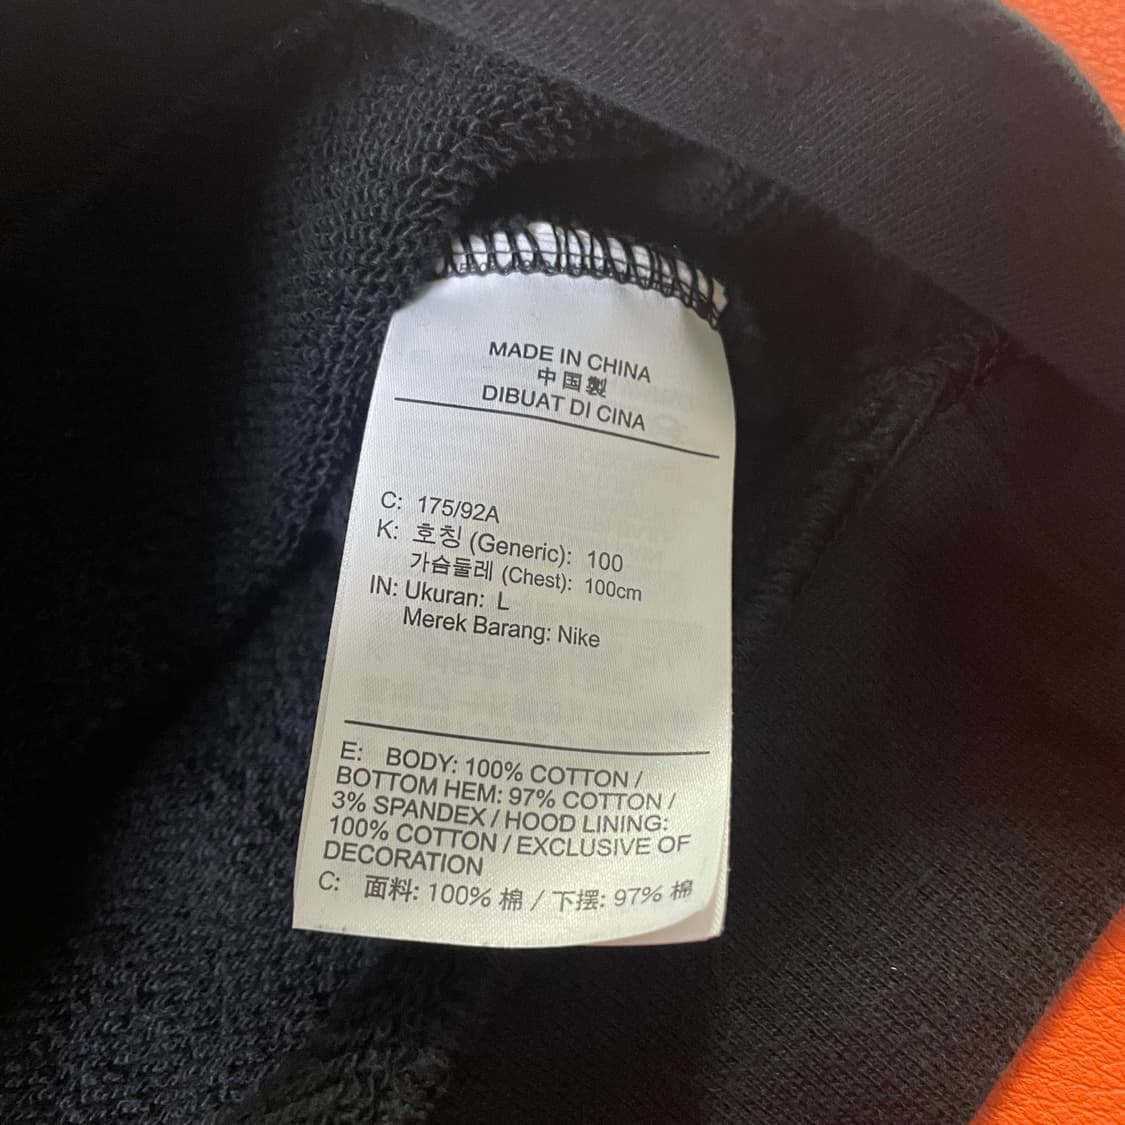 MADE IN CHINA
中国製
DIBUAT DI CINA
C: 175/92A
K: 호칭 (Generic): 100
가슴둘레 (Chest): 100cm
IN: Ukuran: L
Merek Barang: Nike
E: BODY: 100% COTTON /
BOTTOM HEM: 97% COTTON /
3% SPANDEX / HOOD LINING:
100% COTTON / EXCLUSIVE OF
DECORATION
C: 面料: 100% 棉 / 下摆: 97% 棉